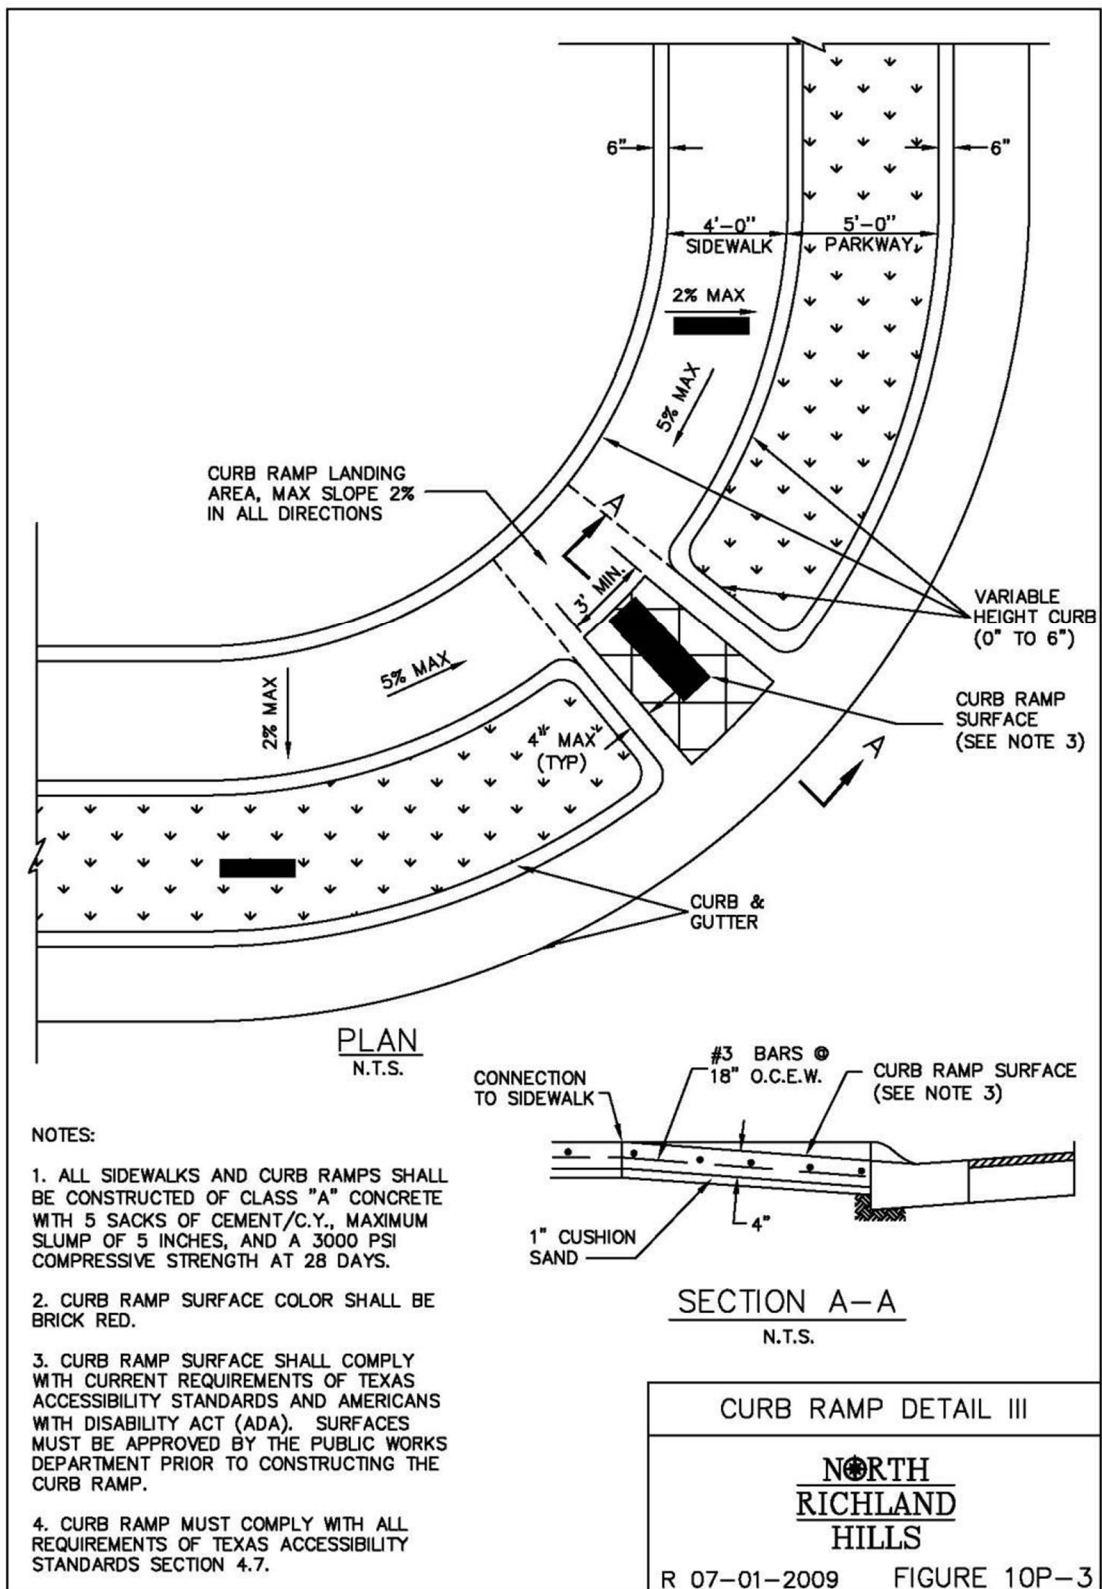 6"
6"
4'-0"
SIDEWALK
5'-0"
PARKWAY
2% MAX
5% MAX
CURB RAMP LANDING
AREA, MAX SLOPE 2%
IN ALL DIRECTIONS
A
3' MIN.
VARIABLE
HEIGHT CURB
(0" TO 6")
5% MAX
2% MAX
CURB RAMP
SURFACE
(SEE NOTE 3)
4" MAX
(TYP)
A
CURB &
GUTTER
PLAN
N.T.S.
#3 BARS @
18" O.C.E.W.
CONNECTION
TO SIDEWALK
CURB RAMP SURFACE
(SEE NOTE 3)
4"
1" CUSHION
SAND
SECTION A-A
N.T.S.
NOTES:
1. ALL SIDEWALKS AND CURB RAMPS SHALL
BE CONSTRUCTED OF CLASS "A" CONCRETE
WITH 5 SACKS OF CEMENT/C.Y., MAXIMUM
SLUMP OF 5 INCHES, AND A 3000 PSI
COMPRESSIVE STRENGTH AT 28 DAYS.
2. CURB RAMP SURFACE COLOR SHALL BE
BRICK RED.
3. CURB RAMP SURFACE SHALL COMPLY
WITH CURRENT REQUIREMENTS OF TEXAS
ACCESSIBILITY STANDARDS AND AMERICANS
WITH DISABILITY ACT (ADA). SURFACES
MUST BE APPROVED BY THE PUBLIC WORKS
DEPARTMENT PRIOR TO CONSTRUCTING THE
CURB RAMP.
4. CURB RAMP MUST COMPLY WITH ALL
REQUIREMENTS OF TEXAS ACCESSIBILITY
STANDARDS SECTION 4.7.
CURB RAMP DETAIL III
NORTH
RICHLAND
HILLS
R 07-01-2009 FIGURE 10P-3